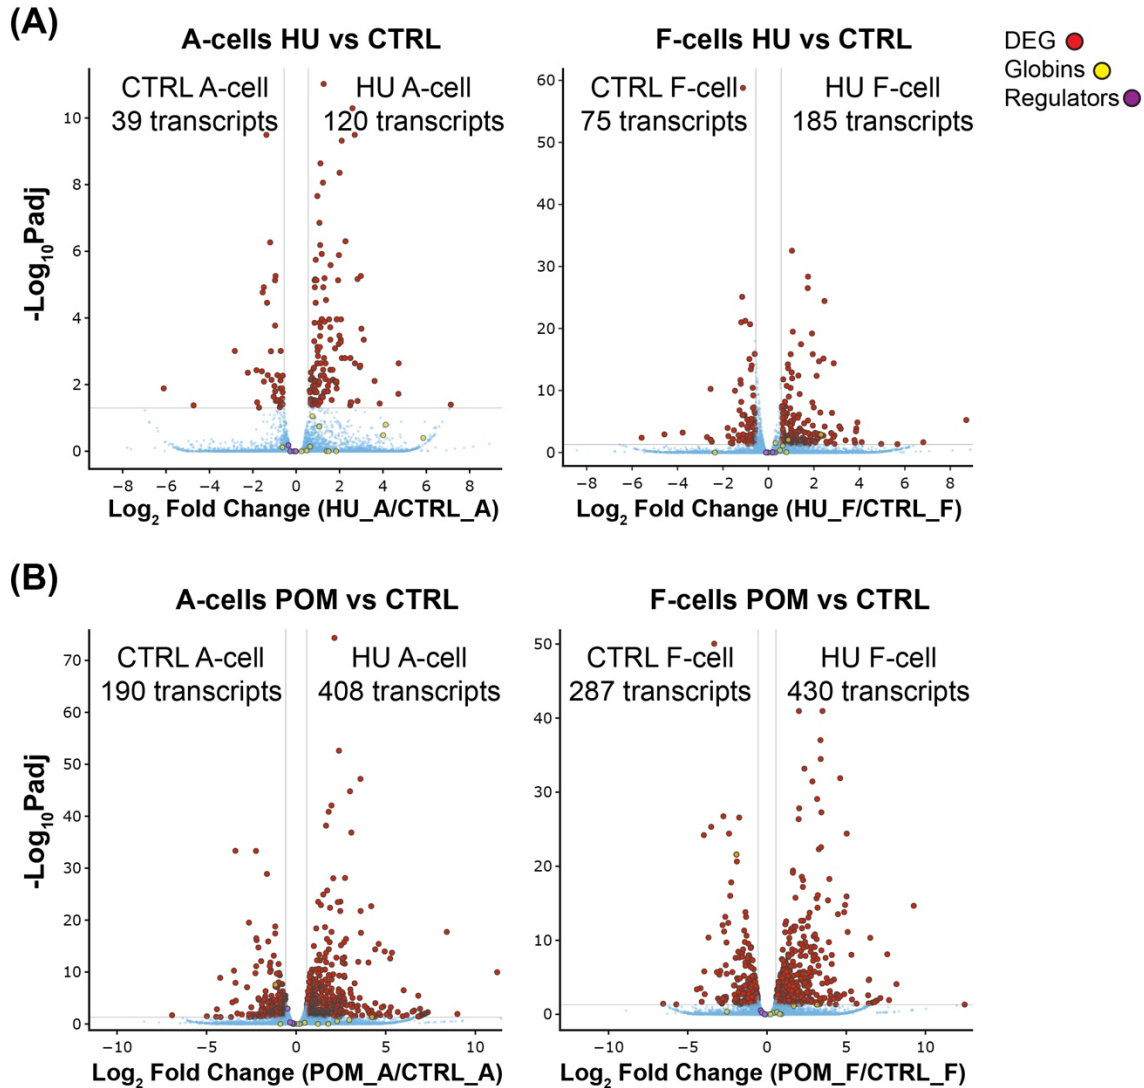 (A)
A-cells HU vs CTRL
F-cells HU vs CTRL
DEG
Globins
Regulators
CTRL A-cell
39 transcripts
HU A-cell
120 transcripts
CTRL F-cell
75 transcripts
HU F-cell
185 transcripts
-Log10Padj
10
8
6
4
2
0
−8 −6 −4 −2 0 2 4 6 8
Log2 Fold Change (HU_A/CTRL_A)
60
50
40
30
20
10
0
−8 −6 −4 −2 0 2 4 6 8
Log2 Fold Change (HU_F/CTRL_F)
(B)
A-cells POM vs CTRL
F-cells POM vs CTRL
CTRL A-cell
190 transcripts
HU A-cell
408 transcripts
CTRL F-cell
287 transcripts
HU F-cell
430 transcripts
-Log10Padj
70
60
50
40
30
20
10
0
−10 −5 0 5 10
Log2 Fold Change (POM_A/CTRL_A)
50
40
30
20
10
0
−10 −5 0 5 10
Log2 Fold Change (POM_F/CTRL_F)